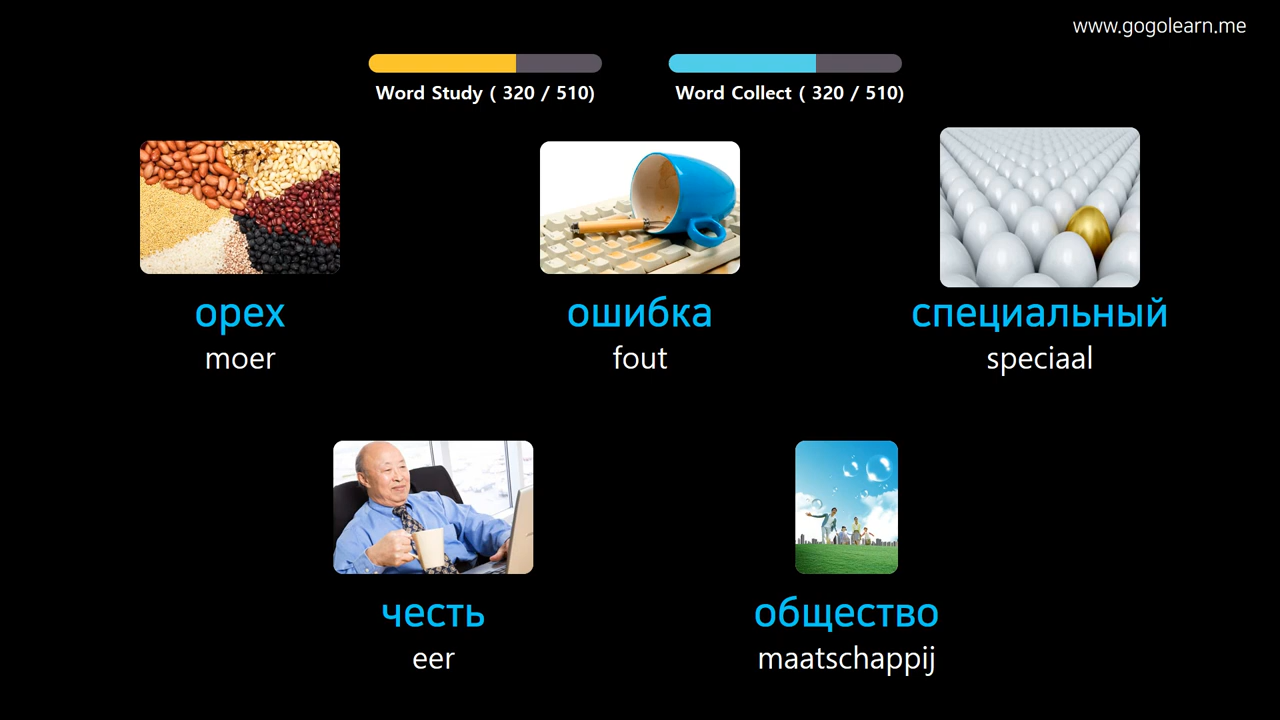 www.gogolearn.me
Word Study ( 320 / 510)
Word Collect ( 320 / 510)
орех
moer
ошибка
fout
специальный
speciaal
честь
eer
общество
maatschappij